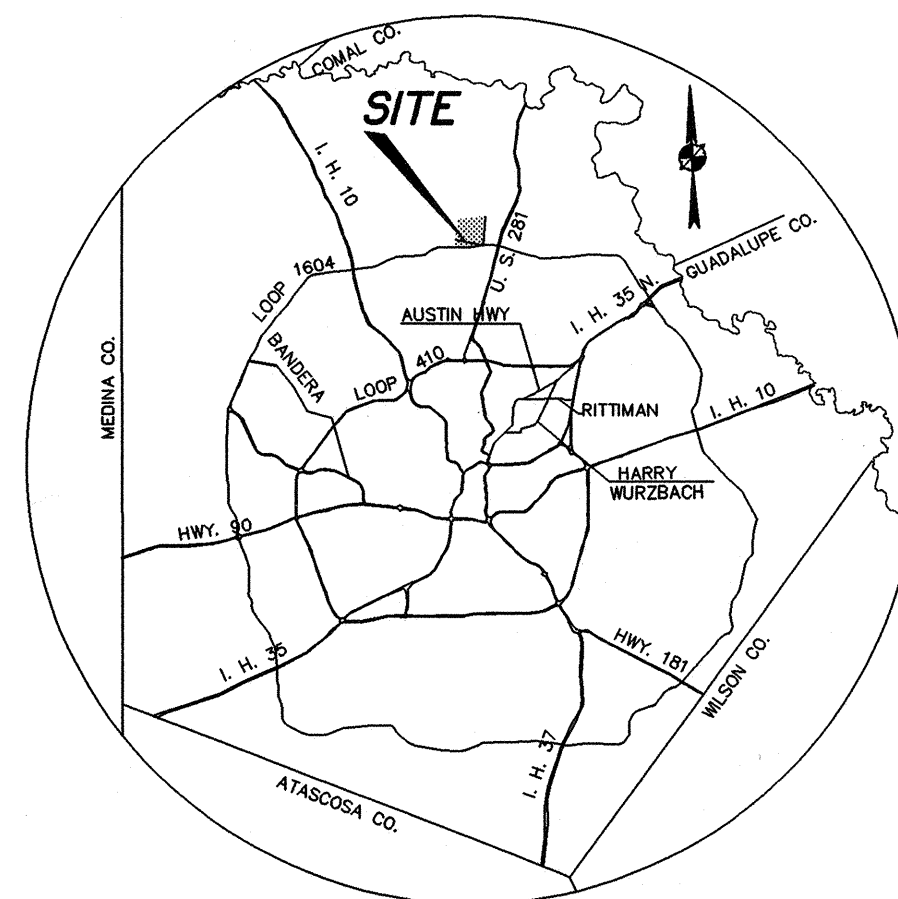 COMAL CO.
SITE
I. H. 10
U. S. 281
GUADALUPE CO.
LOOP 1604
I. H. 35 N.
AUSTIN HWY
BANDERA
LOOP 410
MEDINA CO.
RITTIMAN
I. H. 10
HARRY
WURZBACH
HWY. 90
HWY. 181
I. H. 35
WILSON CO.
I. H. 37
ATASCOSA CO.